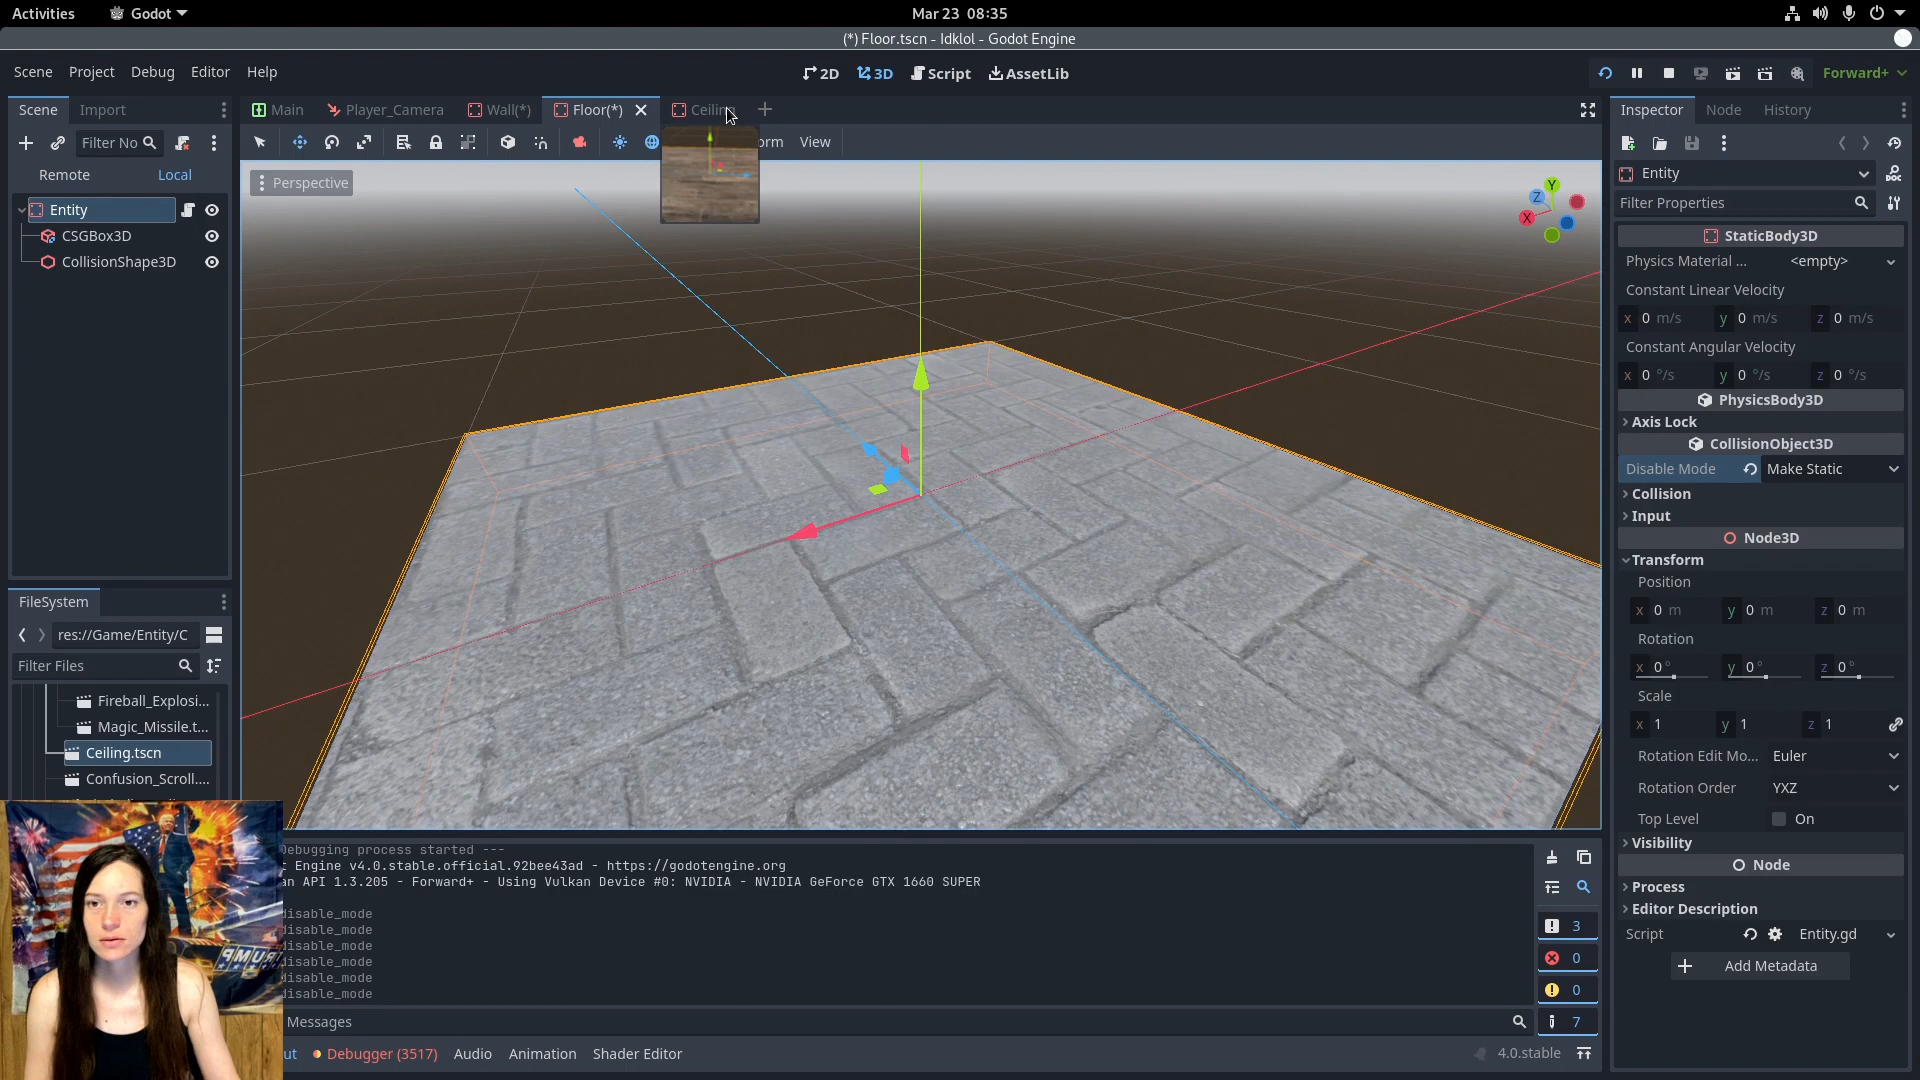 Activities
Godot
Mar 23 08:35
(*) Floor.tscn - Idklol - Godot Engine
Scene Project Debug Editor Help
2D 3D Script AssetLib
Forward+
Scene Import
Main Player_Camera Wall(*) Floor(*) Ceiling
Inspector Node History
Filter No
View
Remote Local
Perspective
Entity
Filter Properties
Entity
CSGBox3D
CollisionShape3D
Y
Z
X
StaticBody3D
Physics Material ... <empty>
Constant Linear Velocity
x 0 m/s y 0 m/s z 0 m/s
Constant Angular Velocity
x 0 °/s y 0 °/s z 0 °/s
PhysicsBody3D
Axis Lock
CollisionObject3D
Disable Mode Make Static
Collision
Input
Node3D
Transform
Position
x 0 m y 0 m z 0 m
Rotation
x 0 ° y 0 ° z 0 °
Scale
x 1 y 1 z 1
Rotation Edit Mo... Euler
Rotation Order YXZ
Top Level On
Visibility
Node
Process
Editor Description
Script Entity.gd
Add Metadata
FileSystem
res://Game/Entity/C
Filter Files
Fireball_Explosi...
Magic_Missile.t...
Ceiling.tscn
Confusion_Scroll....
Debugging process started ---
t Engine v4.0.stable.official.92bee43ad - https://godotengine.org
an API 1.3.205 - Forward+ - Using Vulkan Device #0: NVIDIA - NVIDIA GeForce GTX 1660 SUPER
disable_mode
disable_mode
disable_mode
disable_mode
disable_mode
disable_mode
3
0
0
7
Messages
ut Debugger (3517) Audio Animation Shader Editor
4.0.stable